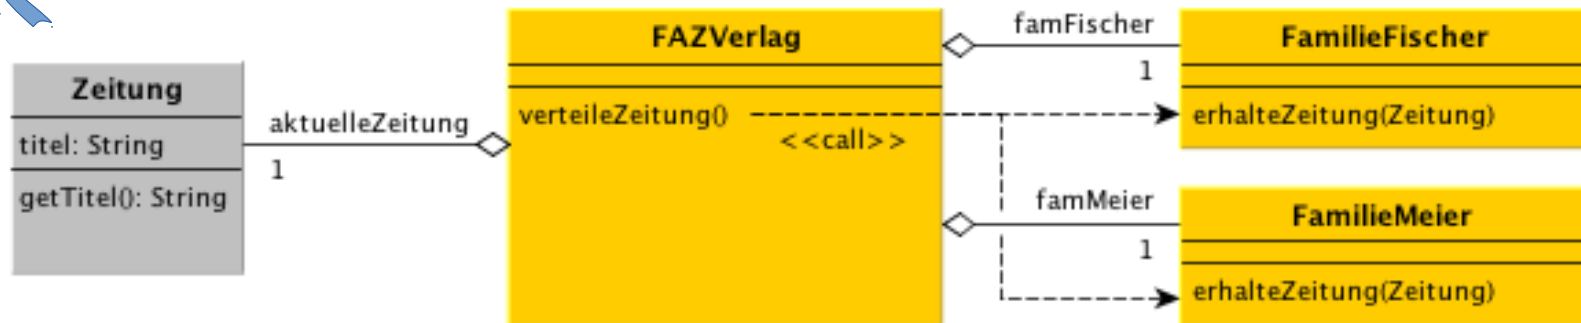 Zeitung
titel: String
getTitel(): String
aktuelleZeitung
1
FAZVerlag
verteileZeitung()
<<call>>
famFischer
1
FamilieFischer
erhalteZeitung(Zeitung)
famMeier
1
FamilieMeier
erhalteZeitung(Zeitung)